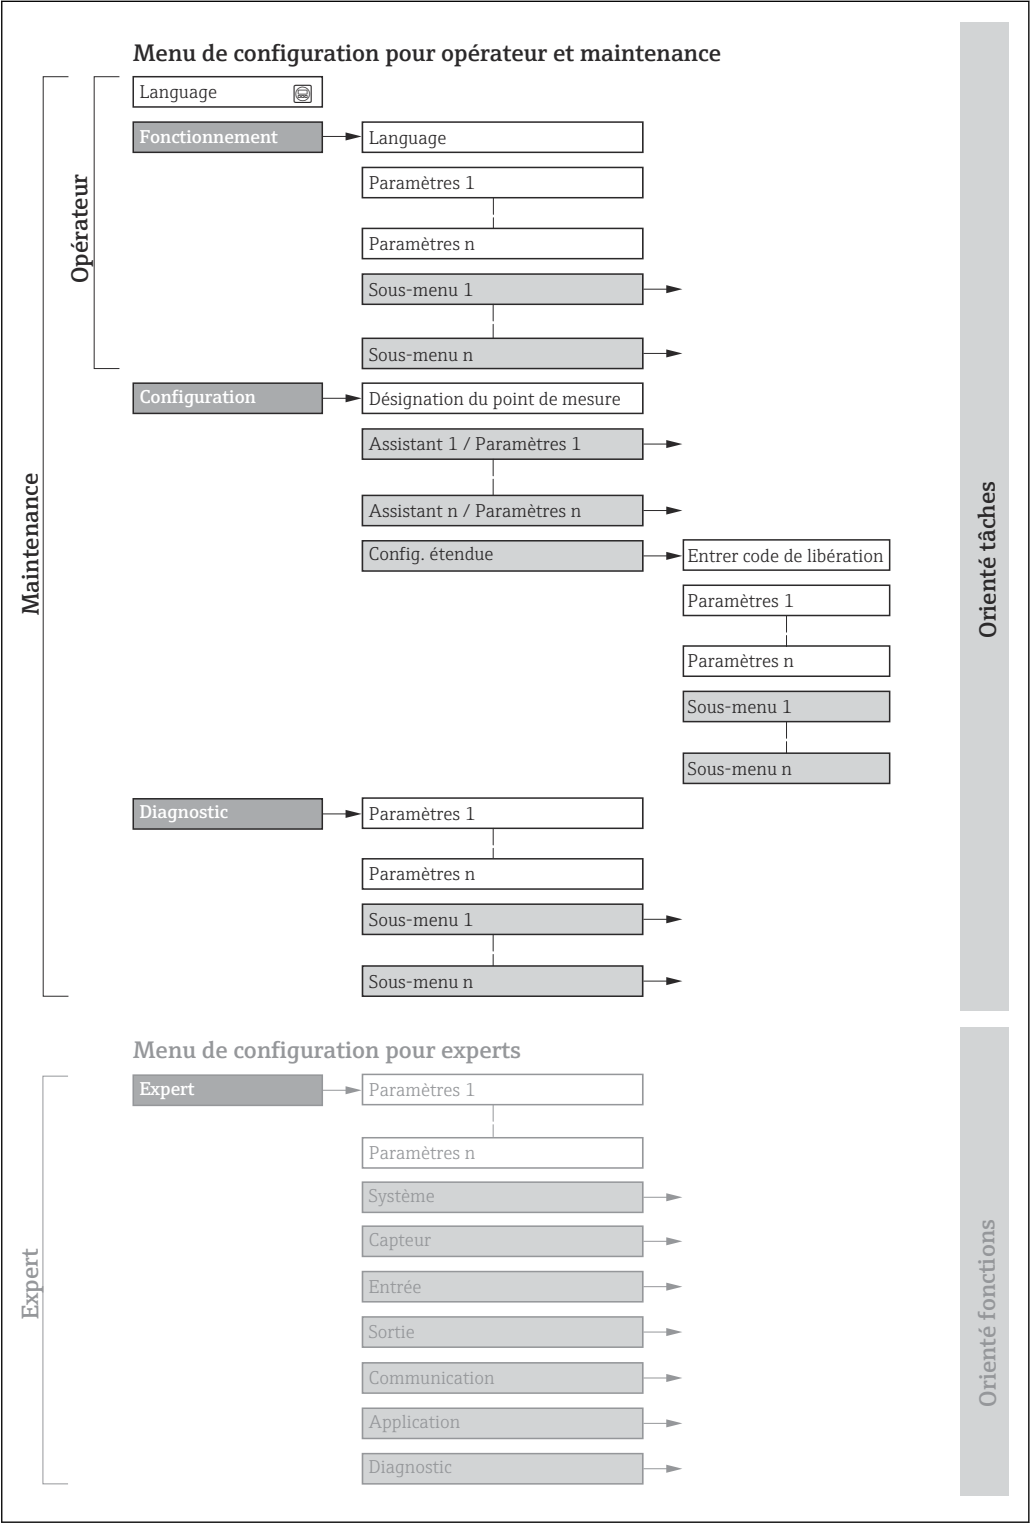 Menu de configuration pour opérateur et maintenance
Language
Fonctionnement
Language
Paramètres 1
Paramètres n
Sous-menu 1
Sous-menu n
Opérateur
Configuration
Désignation du point de mesure
Assistant 1 / Paramètres 1
Assistant n / Paramètres n
Config. étendue
Entrer code de libération
Paramètres 1
Paramètres n
Sous-menu 1
Sous-menu n
Maintenance
Orienté tâches
Diagnostic
Paramètres 1
Paramètres n
Sous-menu 1
Sous-menu n
Menu de configuration pour experts
Expert
Paramètres 1
Paramètres n
Système
Capteur
Entrée
Sortie
Communication
Application
Diagnostic
Expert
Orienté fonctions